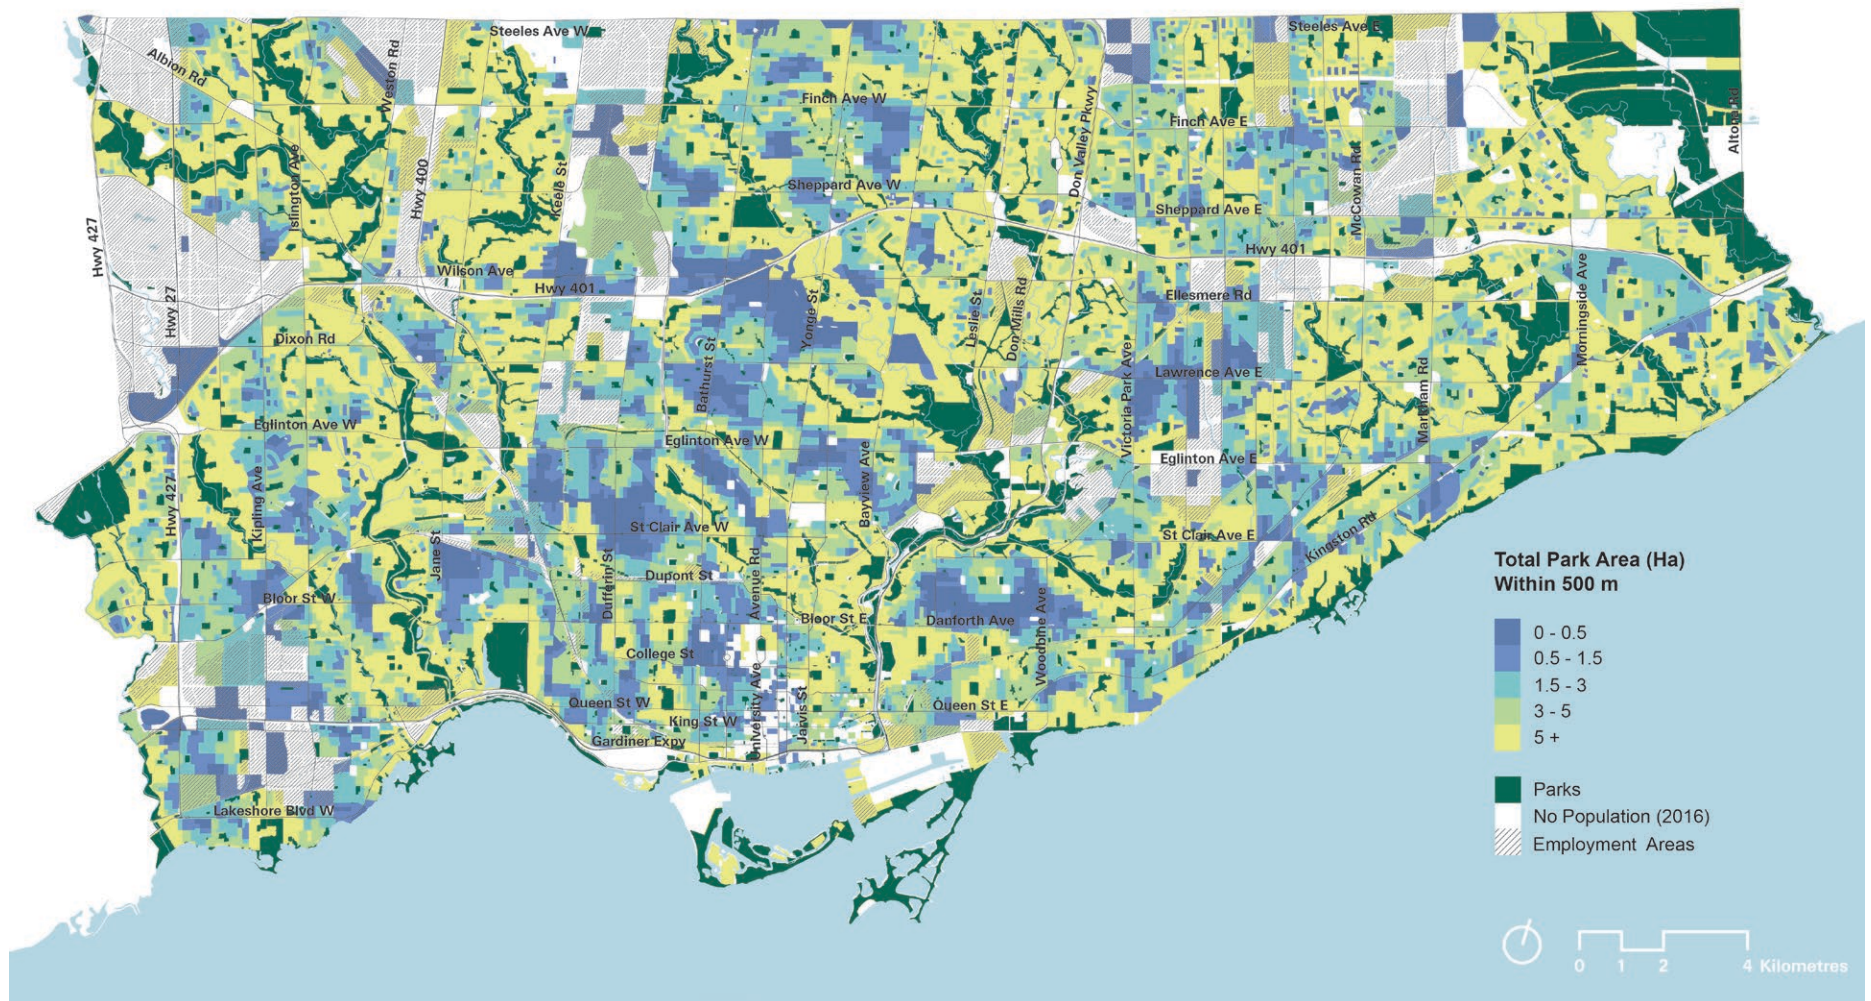 Steeles Ave W
Steeles Ave E
Albion Rd
Weston Rd
Finch Ave W
Finch Ave E
Don Valley Pkwy
Altona Rd
Islington Ave
Hwy 400
Keele St
Sheppard Ave W
Sheppard Ave E
McCowan Rd
Hwy 427
Hwy 401
Wilson Ave
Hwy 401
Hwy 27
Ellesmere Rd
Morningside Ave
Yonge St
Leslie St
Don Mills Rd
Dixon Rd
Bathurst St
Lawrence Ave E
Victoria Park Ave
Markham Rd
Eglinton Ave W
Eglinton Ave W
Eglinton Ave E
Hwy 427
Kipling Ave
Bayview Ave
St Clair Ave W
St Clair Ave E
Kingston Rd
Jane St
Dufferin St
Dupont St
Avenue Rd
Bloor St W
Bloor St E
Danforth Ave
Woodbine Ave
College St
University Ave
Jarvis St
Queen St W
King St W
Queen St E
Gardiner Expy
Lakeshore Blvd W
Total Park Area (Ha)
Within 500 m
0 - 0.5
0.5 - 1.5
1.5 - 3
3 - 5
5 +
Parks
No Population (2016)
Employment Areas
0 1 2 4 Kilometres